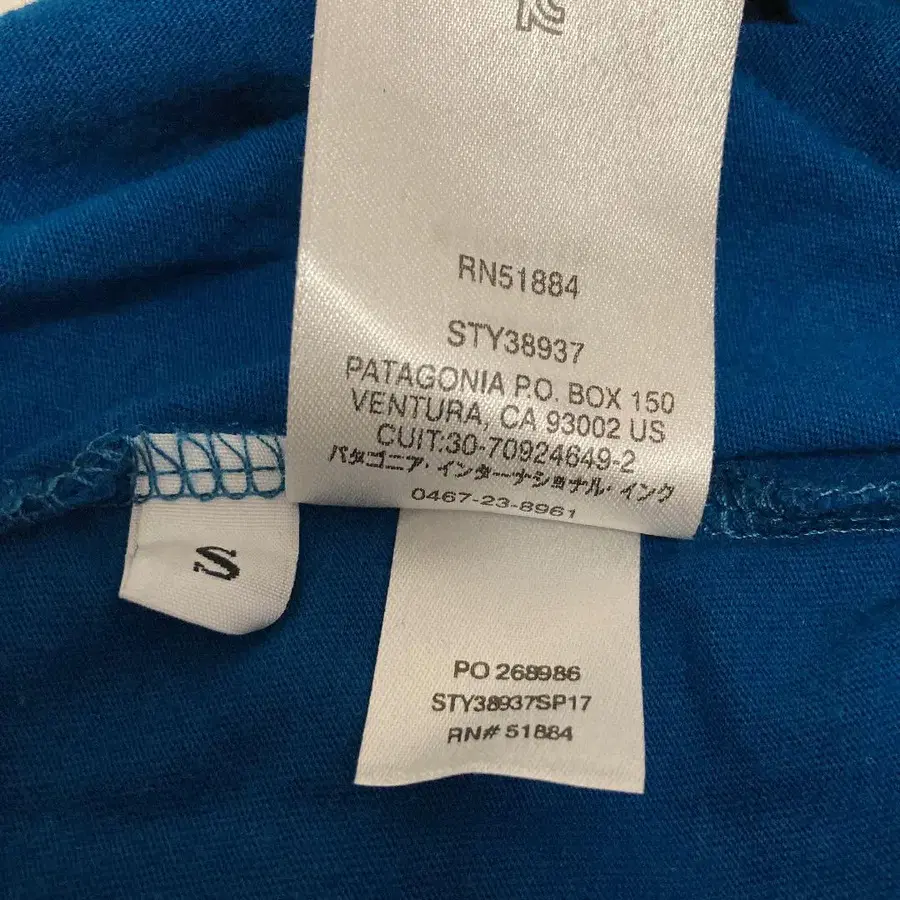 RN51884
STY38937
PATAGONIA P.O. BOX 150
VENTURA, CA 93002 US
CUIT:30-70924649-2
パタゴニア・インターナショナル・インク
0467-23-8961
S
PO 268986
STY38937SP17
RN# 51884